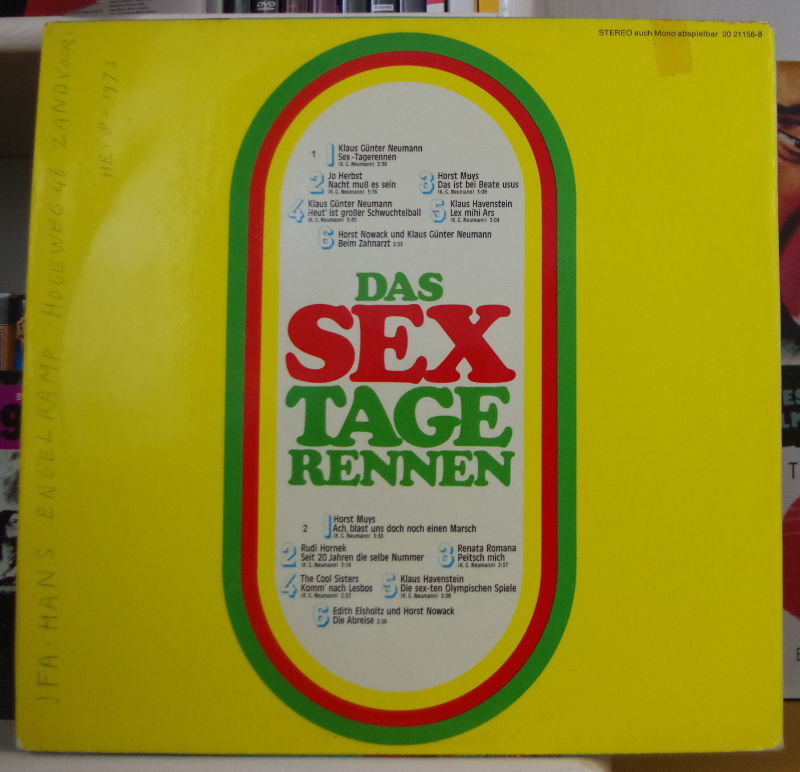 STEREO auch Mono abspielbar 20 21156-8
1
1 Klaus Günter Neumann
Sex-Tagerennen
(K. G. Neumann) 2:58
2 Jo Herbst
Nacht muß es sein
(K. G. Neumann) 5:16
3 Horst Muys
Das ist bei Beate usus
(K. G. Neumann) 3:09
4 Klaus Günter Neumann
Heut' ist großer Schwuchtelball
(K. G. Neumann) 3:50
5 Klaus Havenstein
Lex mihi Ars
(K. G. Neumann) 5:04
6 Horst Nowack und Klaus Günter Neumann
Beim Zahnarzt 2:53
DAS
SEX
TAGE
RENNEN
2
1 Horst Muys
Ach, blast uns doch noch einen Marsch
(K. G. Neumann) 3:30
2 Rudi Hornek
Seit 20 Jahren die selbe Nummer
(K. G. Neumann) 3:14
3 Renata Romana
Peitsch mich
(K. G. Neumann) 2:37
4 The Cool Sisters
Komm' nach Lesbos
(K. G. Neumann) 2:53
5 Klaus Havenstein
Die sex-ten Olympischen Spiele
(K. G. Neumann) 3:08
6 Edith Elsholtz und Horst Nowack
Die Abreise 3:58
HANS ENGELKAMP HOGEWEG 46 ZANDVOOR
1973
DVD